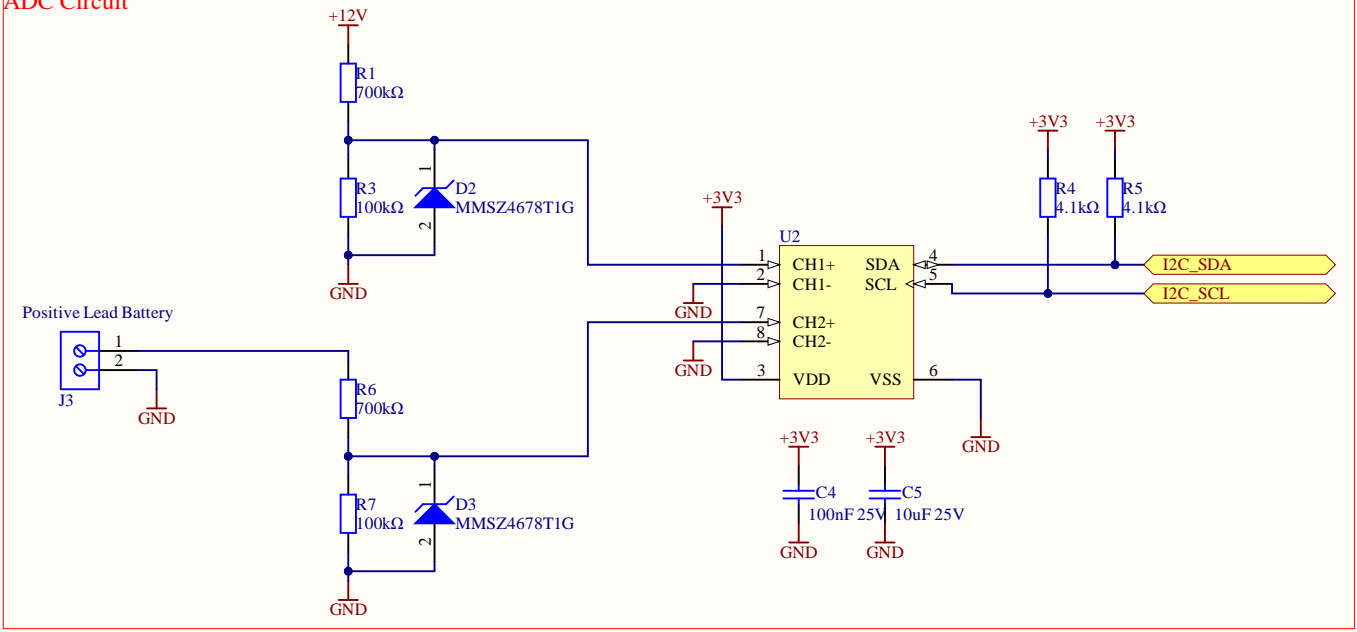 ADC Circuit
+12V
R1
700kΩ
R3
100kΩ
1
2
D2
MMSZ4678T1G
GND
Positive Lead Battery
1
2
J3
GND
R6
700kΩ
R7
100kΩ
1
2
D3
MMSZ4678T1G
GND
+3V3
U2
1
2
7
8
3
CH1+
CH1-
CH2+
CH2-
VDD
SDA
SCL
VSS
4
5
6
GND
GND
GND
+3V3
+3V3
R4
4.1kΩ
R5
4.1kΩ
I2C_SDA
I2C_SCL
+3V3
C4
100nF 25V
GND
+3V3
C5
10uF 25V
GND